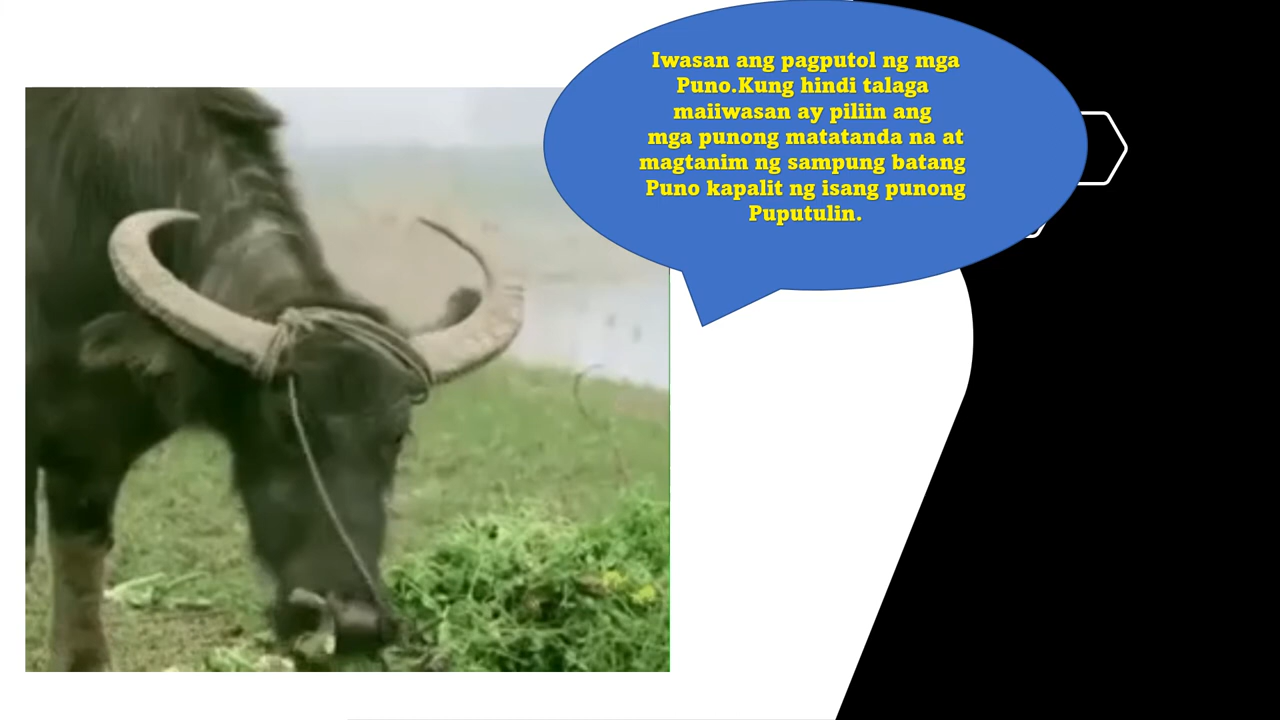 Iwasan ang pagputol ng mga
Puno.Kung hindi talaga
maiiwasan ay piliin ang
mga punong matatanda na at
magtanim ng sampung batang
Puno kapalit ng isang punong
Puputulin.